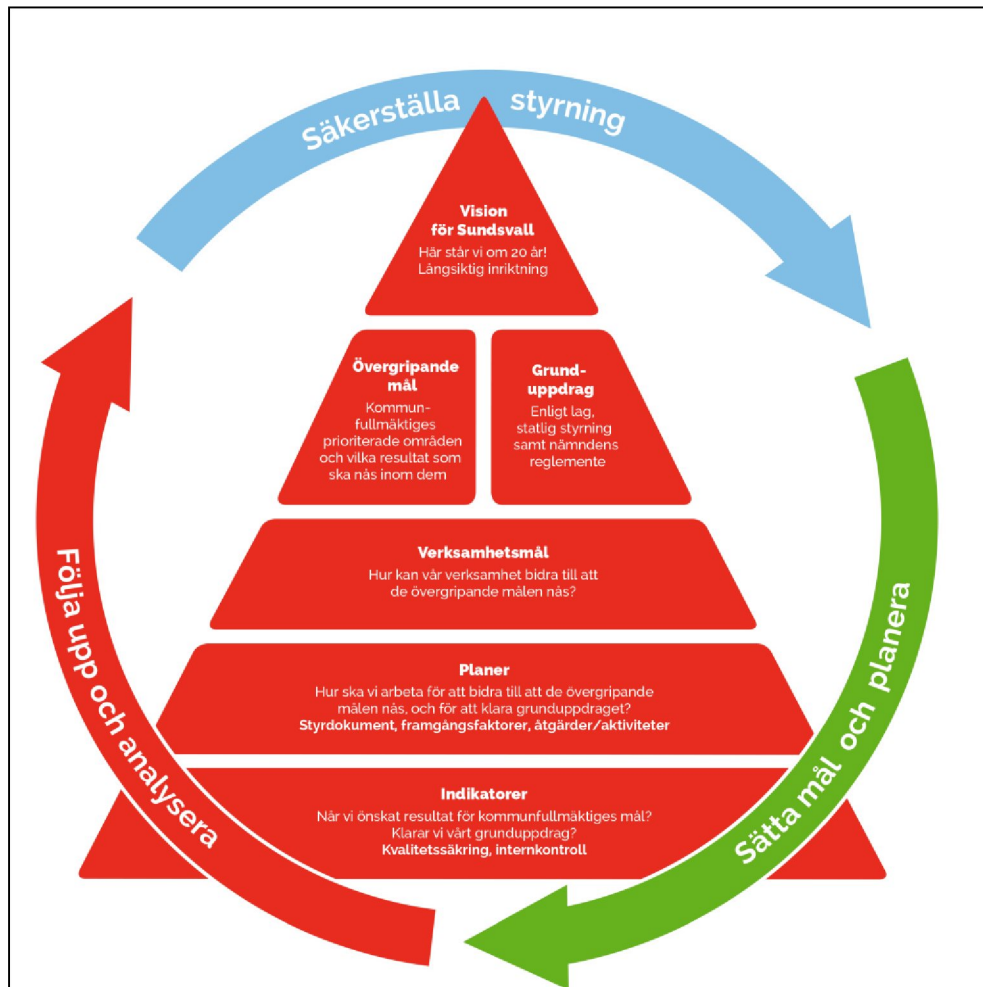 Säkerställa styrning
Vision
för Sundsvall
Här står vi om 20 år!
Långsiktig inriktning
Övergripande
mål
Kommun-
fullmäktiges
prioriterade områden
och vilka resultat som
ska nås inom dem
Grund-
uppdrag
Enligt lag,
statlig styrning
samt nämndens
reglemente
Verksamhetsmål
Hur kan vår verksamhet bidra till att
de övergripande målen nås?
Planer
Hur ska vi arbeta för att bidra till att de övergripande
målen nås, och för att klara grunduppdraget?
Styrdokument, framgångsfaktorer, åtgärder/aktiviteter
Indikatorer
Når vi önskat resultat för kommunfullmäktiges mål?
Klarar vi vårt grunduppdrag?
Kvalitetssäkring, internkontroll
Sätta mål och planera
Följa upp och analysera